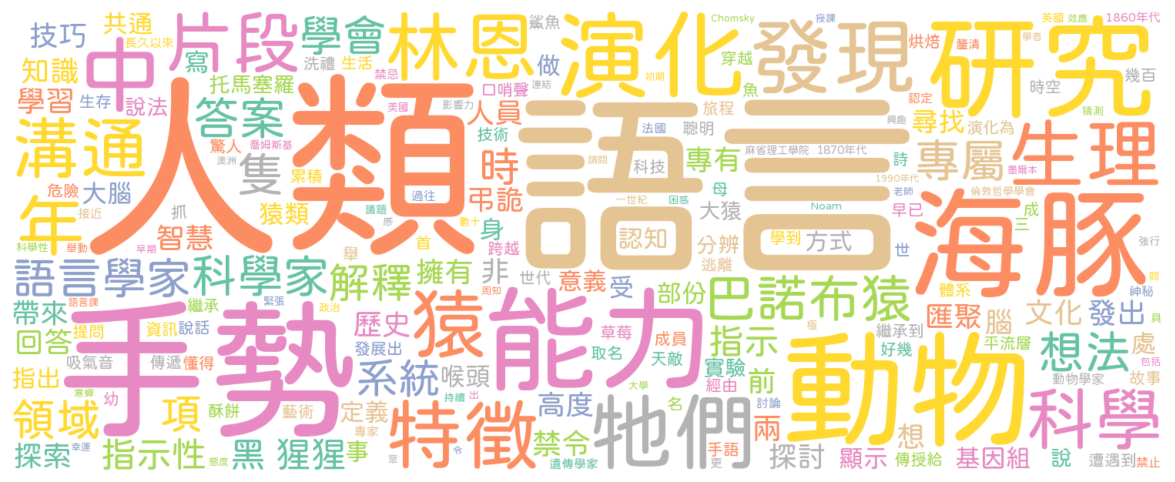 人類
語言
研究
海豚
動物
手勢
能力
演化
林恩
發現
片段
中
學會
技巧
共通
長久以來
知識
寫
洗禮
生活
禁忌
鯊魚
做
Chomsky
穿越
魚
授課
烘焙
釐清
英國
效應
1860年代
學者
時空
幾百
學習
生存
說法
托馬塞羅
口哨聲
連結
初期
答案
人員
美國
影響力
技術
旅程
聰明
法國
認定
猜測
尋找
演化為
興趣
溝通
驚人
喬姆斯基
澳洲
隻
時
科技
專有
麻省理工學院
1870年代
詩
專屬
生理
墨爾本
危險
大腦
累積
過往
請問
母
1990年代
老師
倫敦哲學學會
年
接近
抓
猿類
議題
弔詭
一世紀
困惑
Noam
大猿
早已
成
三
科學性
舉動
早期
智慧
感
數十
首
身
跨越
認知
學到
方式
分辨
逃離
世
強行
語言學家
科學家
舉
解釋
擁有
非
世代
意義
受
部份
巴諾布猿
體系
文化
神秘
周知
緊張
帶來
語言課
繼承
政治
歷史
猿
草莓
成員
指示
繼承到
匯聚
腦
發出
回答
提問
資訊
說話
發展出
取名
天敵
實驗
好幾
平流層
想法
處
具
包括
吸氣音
傳遞
懂得
系統
喉頭
經由
前
動物學家
故事
指出
幼
大學
持續
出
名
討論
領域
項
酥餅
藝術
定義
專家
特徵
高度
牠們
兩
想
科學
探索
指示性
幸運
態度
黑
猩猩
事
眾
令
禁令
遺傳學家
手語
更
探討
顯示
傳授給
基因組
說
遭遇到
禁止